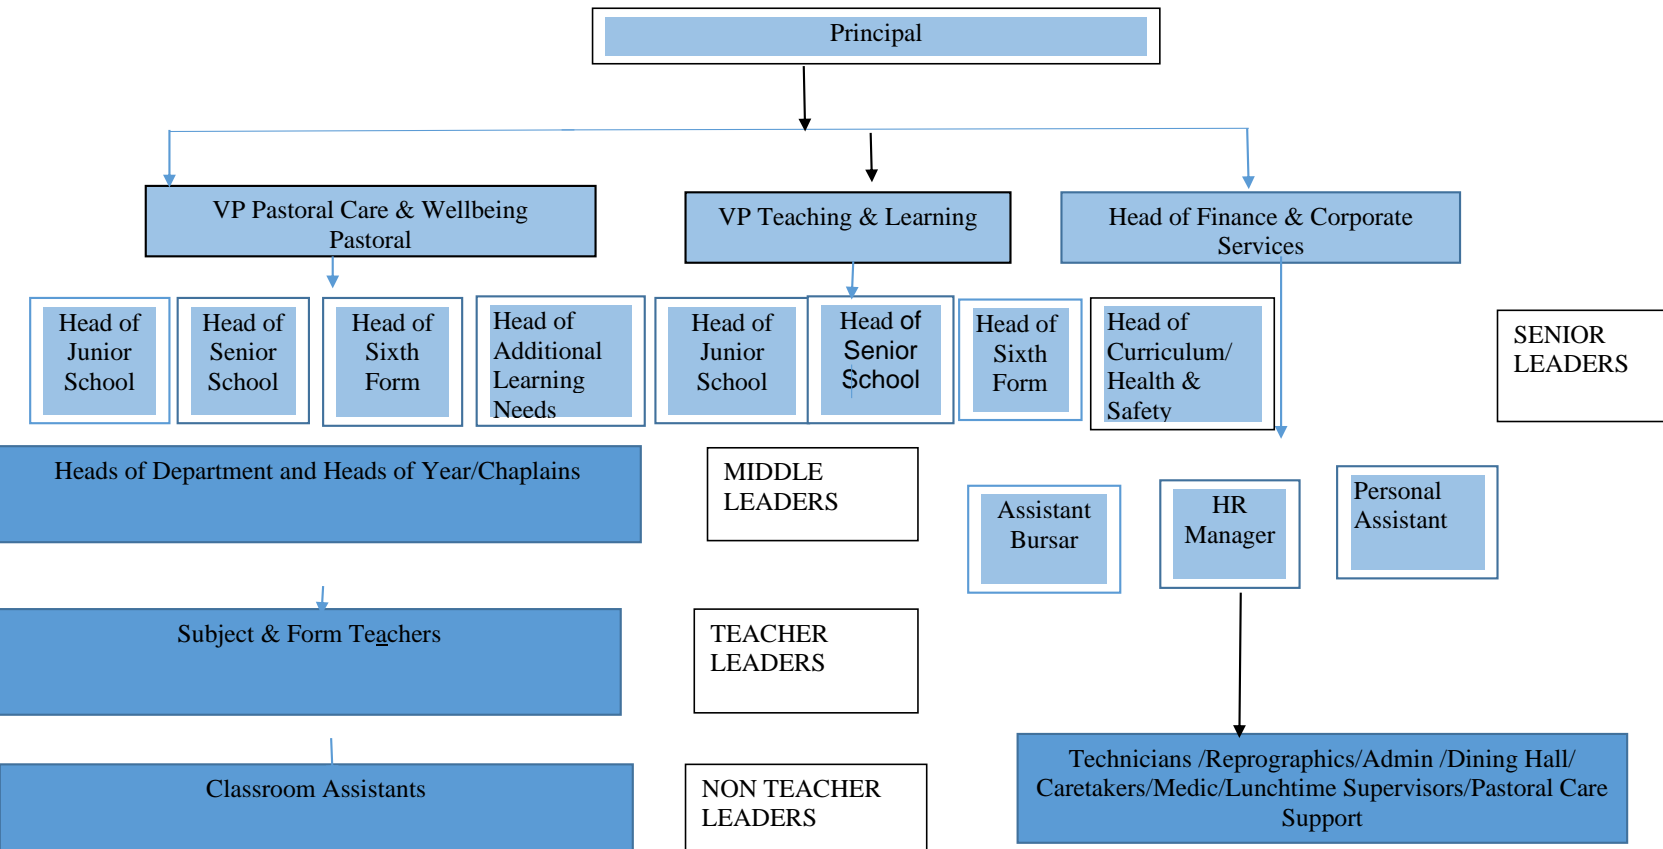 Principal
VP Pastoral Care & Wellbeing
Pastoral
VP Teaching & Learning
Head of Finance & Corporate
Services
Head of
Junior
School
Head of
Senior
School
Head of
Sixth
Form
Head of
Additional
Learning
Needs
Head of
Junior
School
Head of
Senior
School
Head of
Sixth
Form
Head of
Curriculum/
Health &
Safety
SENIOR
LEADERS
Heads of Department and Heads of Year/Chaplains
MIDDLE
LEADERS
Assistant
Bursar
HR
Manager
Personal
Assistant
Subject & Form Teachers
TEACHER
LEADERS
Classroom Assistants
NON TEACHER
LEADERS
Technicians /Reprographics/Admin /Dining Hall/
Caretakers/Medic/Lunchtime Supervisors/Pastoral Care
Support